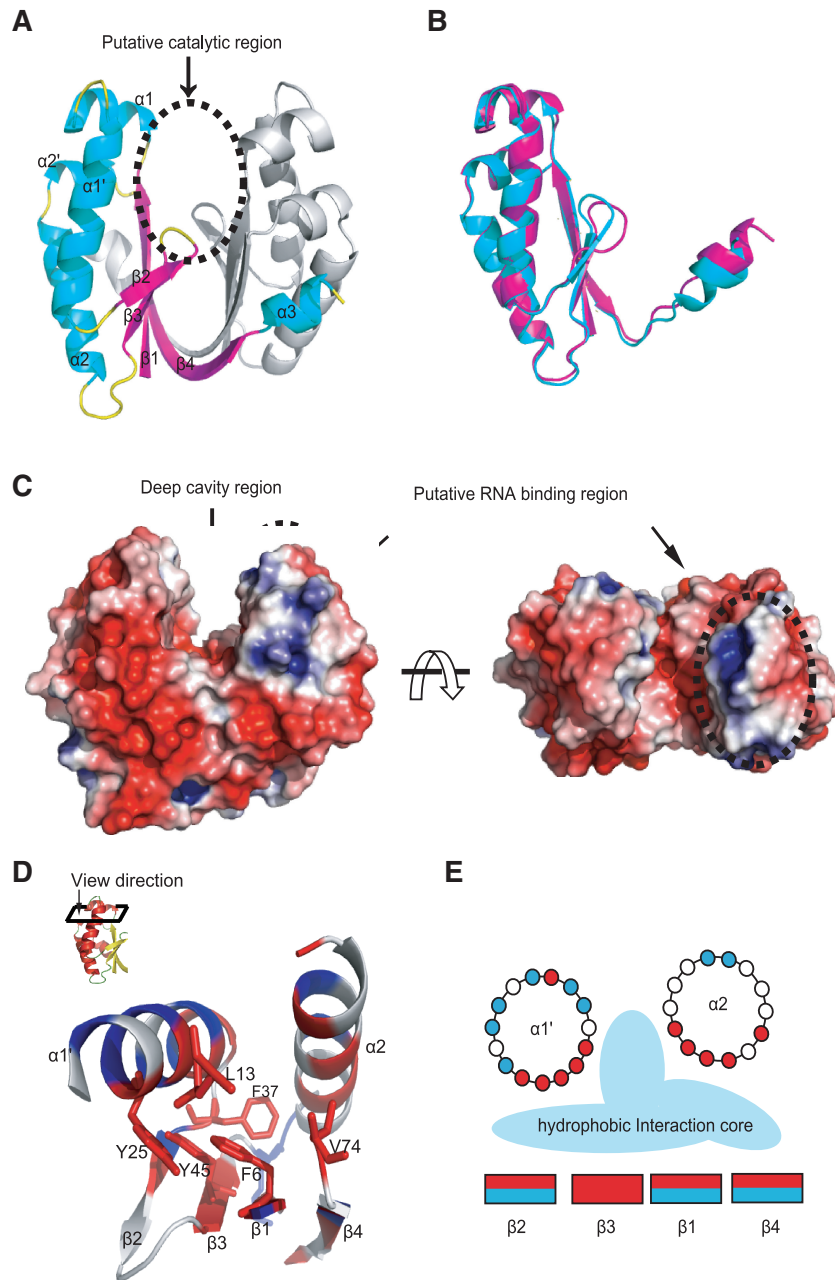 A
B
Putative catalytic region
α1
α2'
α1'
β2
β3
α3
α2
β1
β4
C
Deep cavity region
Putative RNA binding region
D
E
View direction
α1'
α2
L13
F37
Y25
Y45
F6
V74
β2
β3
β1
β4
α1'
α2
hydrophobic Interaction core
β2
β3
β1
β4